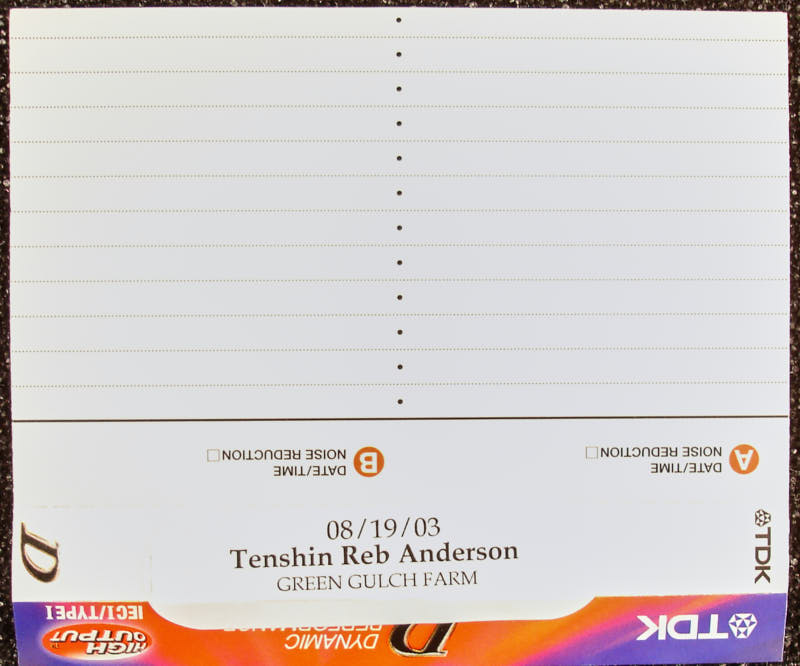 B DATE/TIME
NOISE REDUCTION
A DATE/TIME
NOISE REDUCTION
08/19/03
Tenshin Reb Anderson
GREEN GULCH FARM
D
TDK
IECI/TYPEI
HIGH OUTPUT
D DYNAMIC PERFORMANCE
TDK